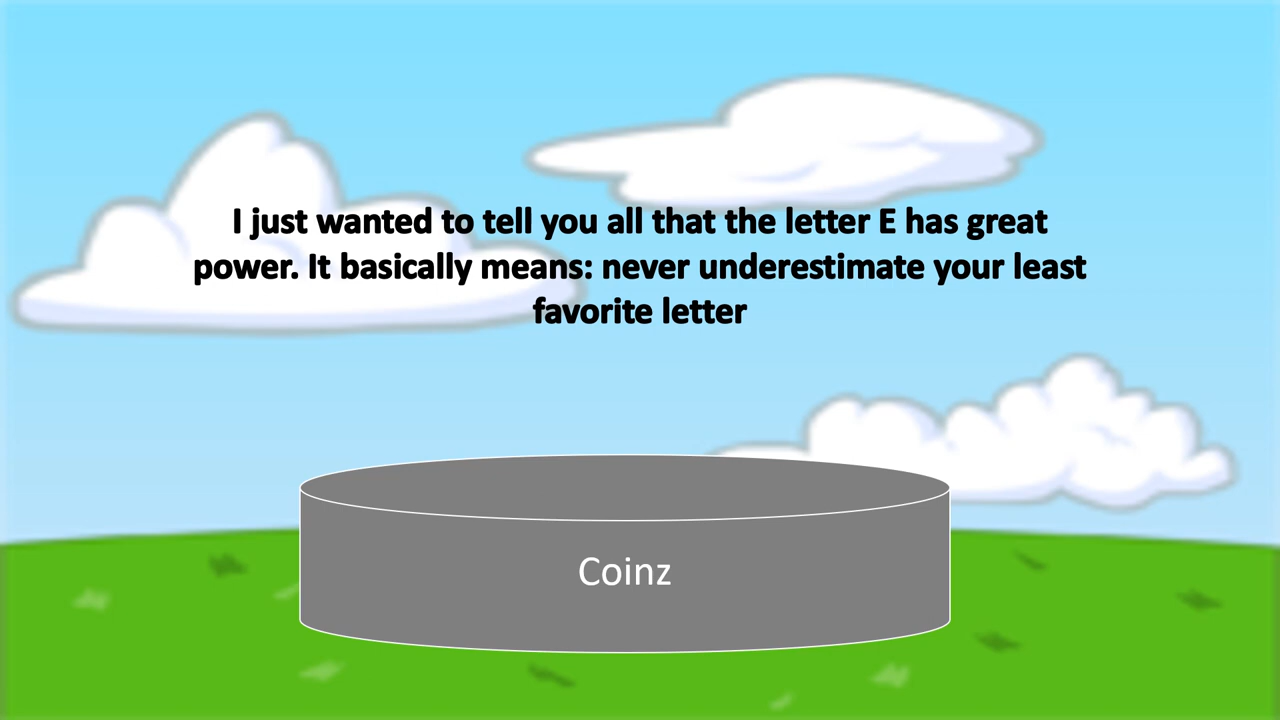 I just wanted to tell you all that the letter E has great
power. It basically means: never underestimate your least
favorite letter
Coinz